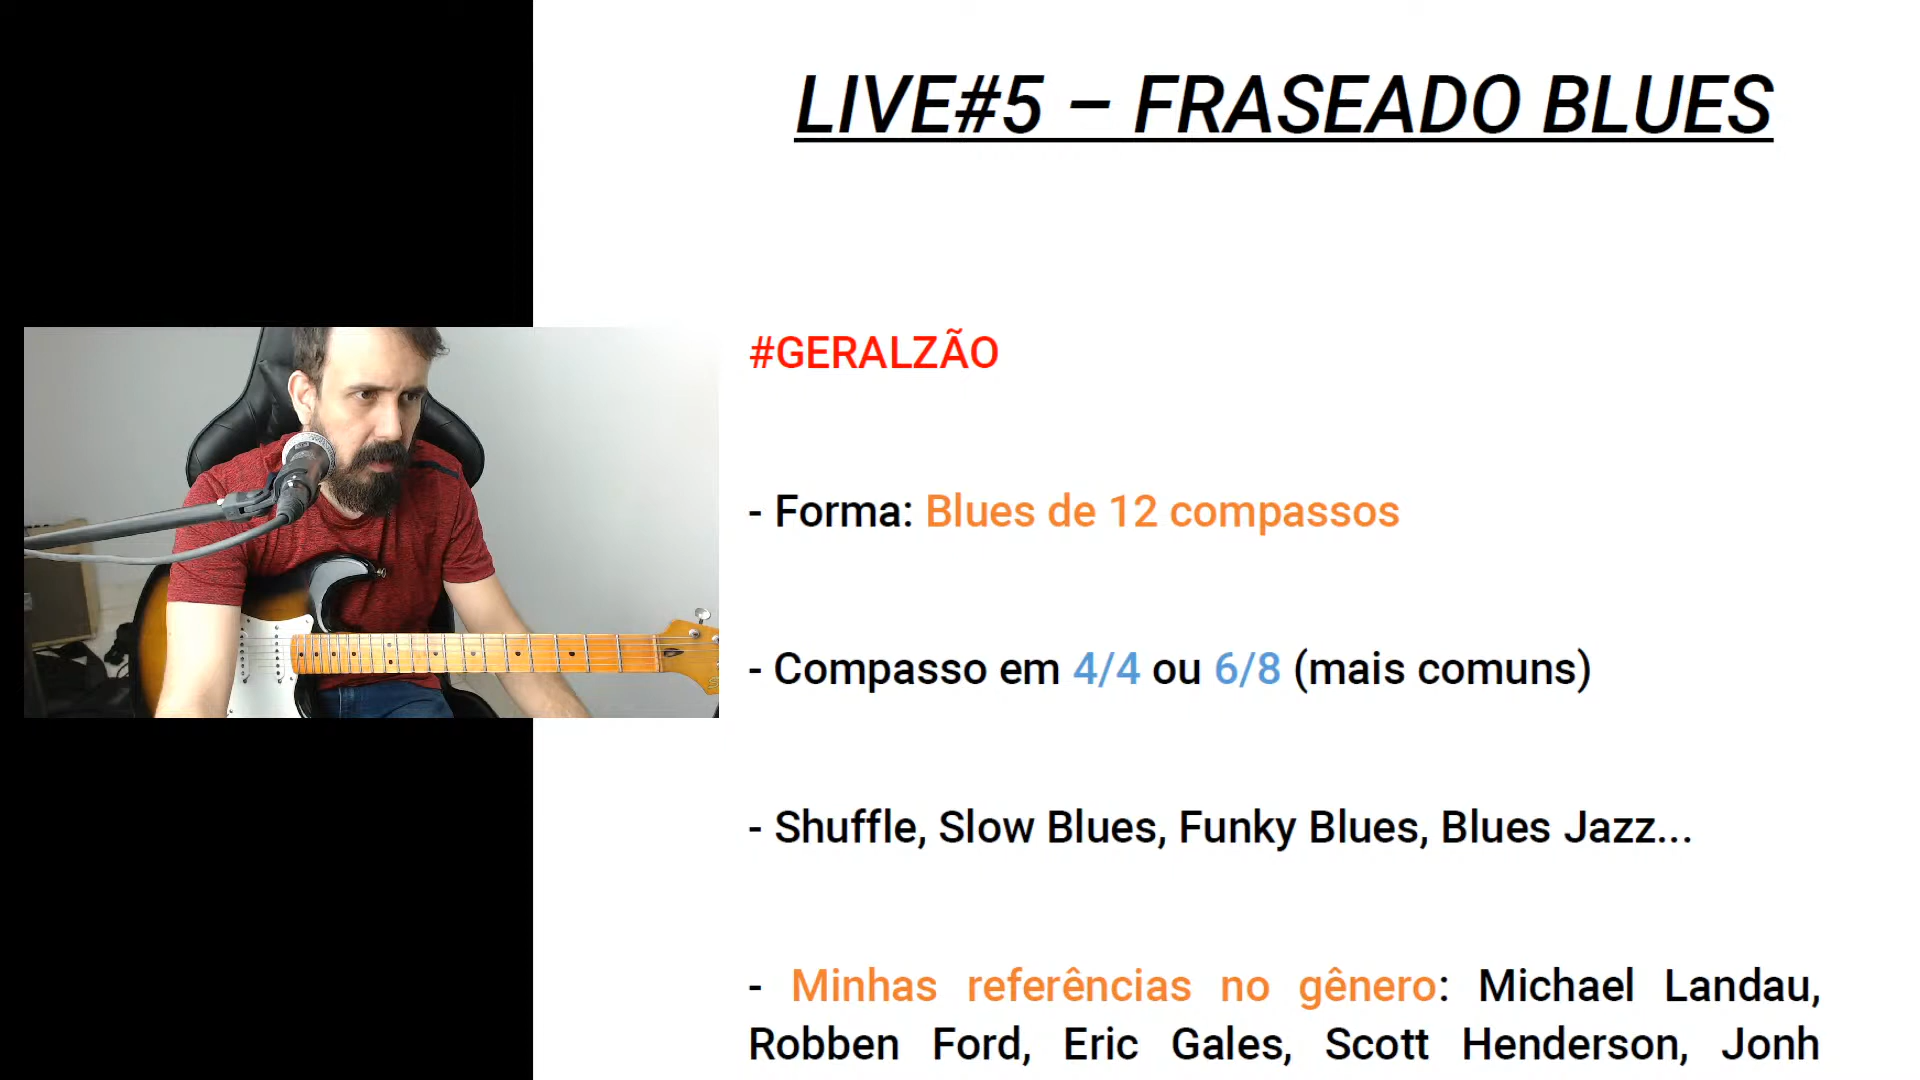 LIVE#5 – FRASEADO BLUES
#GERALZÃO
- Forma: Blues de 12 compassos
- Compasso em 4/4 ou 6/8 (mais comuns)
- Shuffle, Slow Blues, Funky Blues, Blues Jazz...
- Minhas referências no gênero: Michael Landau,
Robben Ford, Eric Gales, Scott Henderson, Jonh